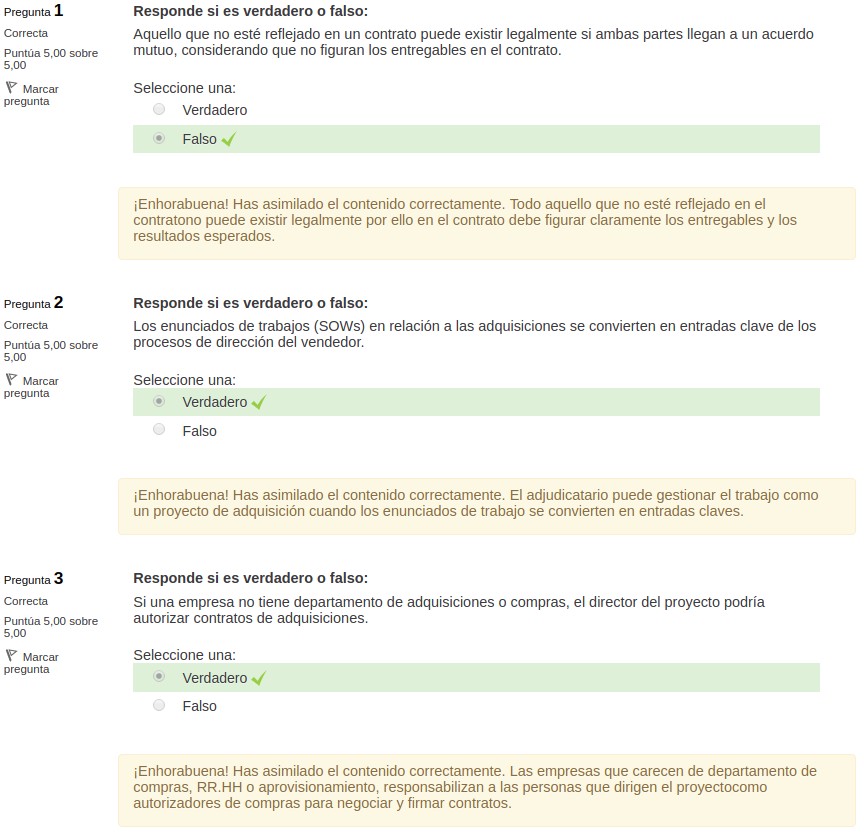 Pregunta 1
Correcta
Puntúa 5,00 sobre
5,00
Marcar
pregunta
Responde si es verdadero o falso:
Aquello que no esté reflejado en un contrato puede existir legalmente si ambas partes llegan a un acuerdo
mutuo, considerando que no figuran los entregables en el contrato.
Seleccione una:
Verdadero
Falso
¡Enhorabuena! Has asimilado el contenido correctamente. Todo aquello que no esté reflejado en el
contratono puede existir legalmente por ello en el contrato debe figurar claramente los entregables y los
resultados esperados.
Pregunta 2
Correcta
Puntúa 5,00 sobre
5,00
Marcar
pregunta
Responde si es verdadero o falso:
Los enunciados de trabajos (SOWs) en relación a las adquisiciones se convierten en entradas clave de los
procesos de dirección del vendedor.
Seleccione una:
Verdadero
Falso
¡Enhorabuena! Has asimilado el contenido correctamente. El adjudicatario puede gestionar el trabajo como
un proyecto de adquisición cuando los enunciados de trabajo se convierten en entradas claves.
Pregunta 3
Correcta
Puntúa 5,00 sobre
5,00
Marcar
pregunta
Responde si es verdadero o falso:
Si una empresa no tiene departamento de adquisiciones o compras, el director del proyecto podría
autorizar contratos de adquisiciones.
Seleccione una:
Verdadero
Falso
¡Enhorabuena! Has asimilado el contenido correctamente. Las empresas que carecen de departamento de
compras, RR.HH o aprovisionamiento, responsabilizan a las personas que dirigen el proyectocomo
autorizadores de compras para negociar y firmar contratos.